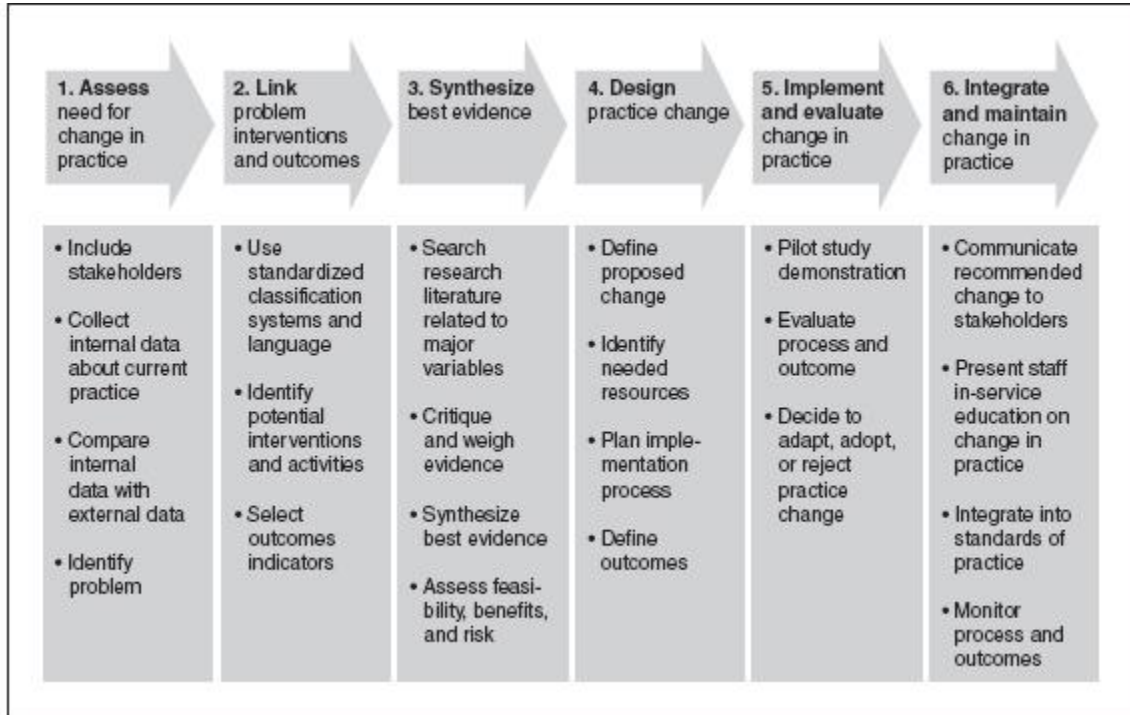 1. Assess
need for
change in
practice
2. Link
problem
interventions
and outcomes
3. Synthesize
best evidence
4. Design
practice change
5. Implement
and evaluate
change in
practice
6. Integrate
and maintain
change in
practice
• Include
stakeholders
• Collect
internal data
about current
practice
• Compare
internal
data with
external data
• Identify
problem
• Use
standardized
classification
systems and
language
• Identify
potential
interventions
and activities
• Select
outcomes
indicators
• Search
research
literature
related to
major
variables
• Critique
and weigh
evidence
• Synthesize
best evidence
• Assess feasi-
bility, benefits,
and risk
• Define
proposed
change
• Identify
needed
resources
• Plan imple-
mentation
process
• Define
outcomes
• Pilot study
demonstration
• Evaluate
process and
outcome
• Decide to
adapt, adopt,
or reject
practice
change
• Communicate
recommended
change to
stakeholders
• Present staff
in-service
education on
change in
practice
• Integrate into
standards of
practice
• Monitor
process and
outcomes